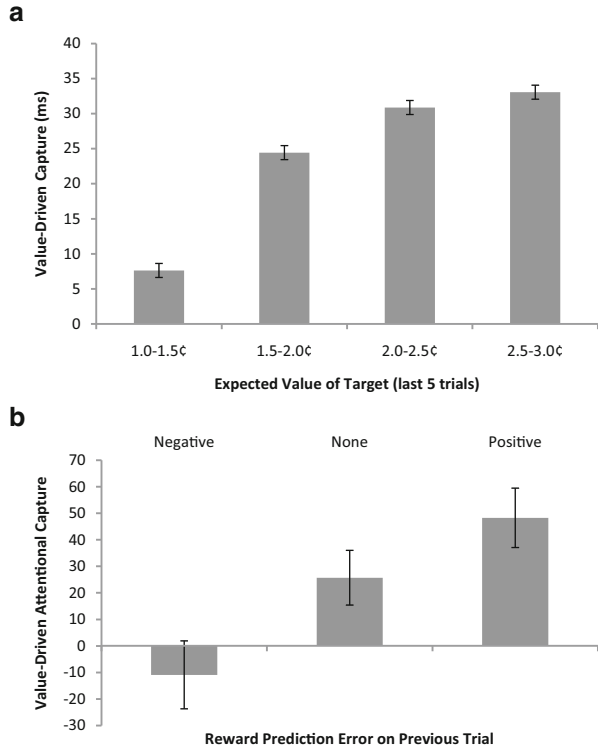 a
Value-Driven Capture (ms)
40
35
30
25
20
15
10
5
0
1.0-1.5¢ 1.5-2.0¢ 2.0-2.5¢ 2.5-3.0¢
Expected Value of Target (last 5 trials)
b
Negative None Positive
Value-Driven Attentional Capture
70
60
50
40
30
20
10
0
-10
-20
-30
Reward Prediction Error on Previous Trial